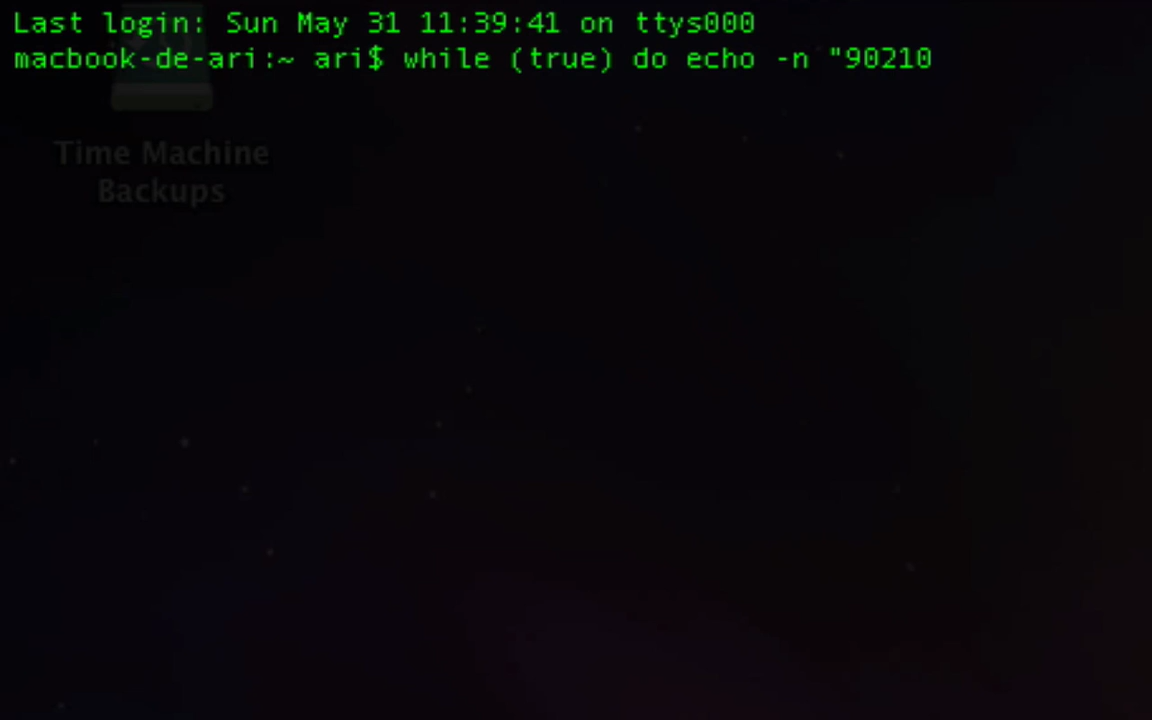 Last login: Sun May 31 11:39:41 on ttys000
macbook-de-ari:~ ari$ while (true) do echo -n "90210
Time Machine
Backups